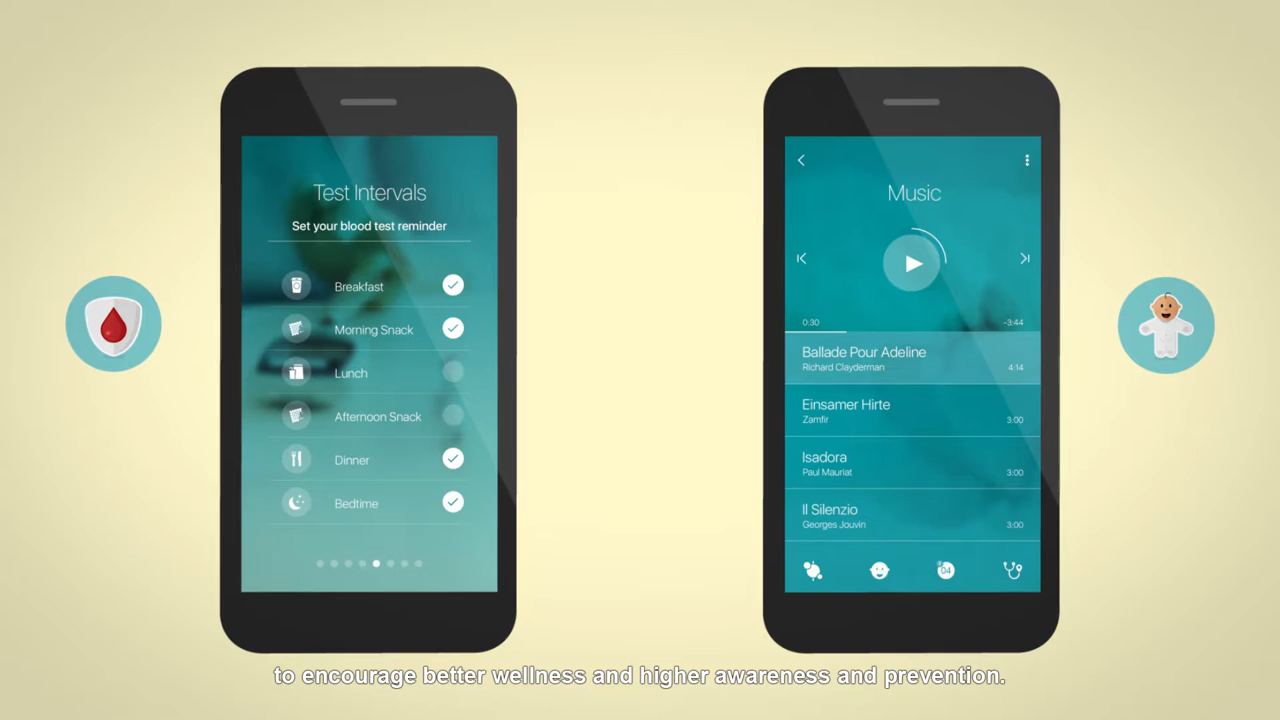 Test Intervals
Set your blood test reminder
Breakfast
Morning Snack
Lunch
Afternoon Snack
Dinner
Bedtime
Music
0:30 -3:44
Ballade Pour Adeline
Richard Clayderman 4:14
Einsamer Hirte
Zamfir 3:00
Isadora
Paul Mauriat 3:00
Il Silenzio
Georges Jouvin 3:00
04
to encourage better wellness and higher awareness and prevention.